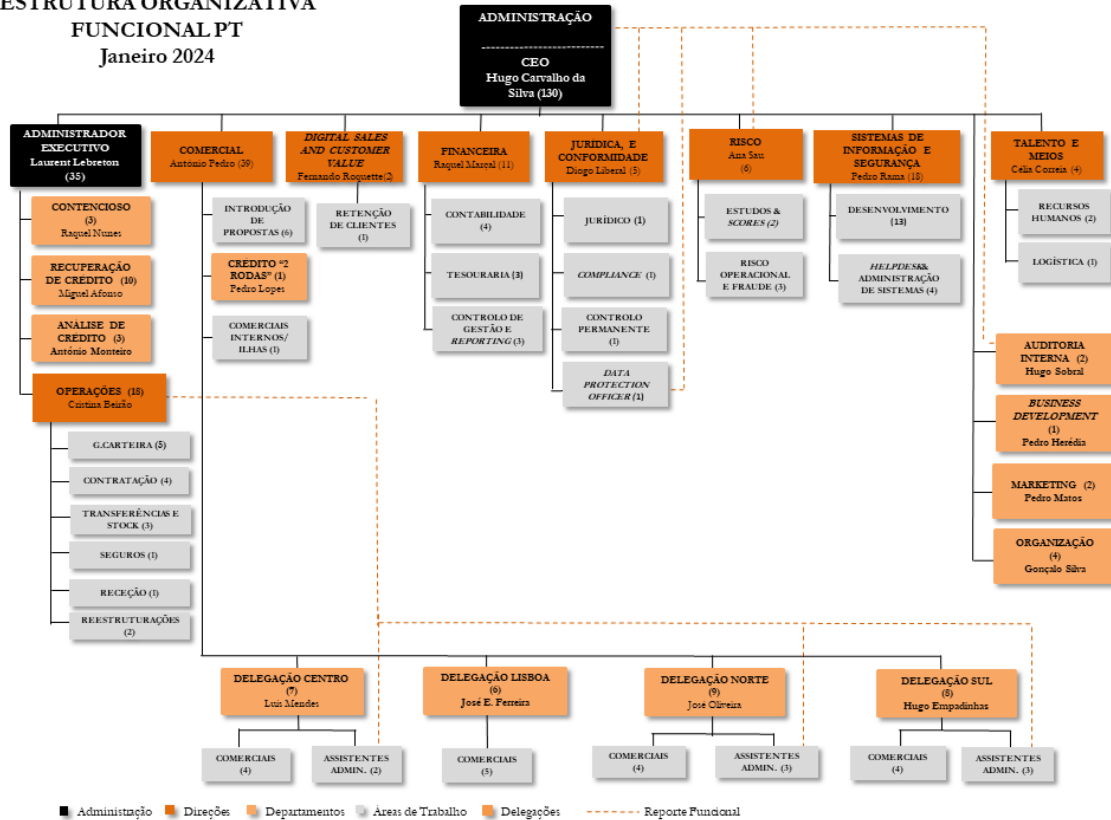 ESTRUTURA ORGANIZATIVA
FUNCIONAL PT
Janeiro 2024
ADMINISTRAÇÃO
CEO
Hugo Carvalho da
Silva (130)
ADMINISTRADOR
EXECUTIVO
Laurent Lebreton
(35)
COMERCIAL
António Pedro (39)
DIGITAL SALES
AND CUSTOMER
VALUE
Fernando Roquette(2)
FINANCEIRA
Raquel Marçal (11)
JURÍDICA, E
CONFORMIDADE
Diogo Liberal (5)
RISCO
Ana Sau
(6)
SISTEMAS DE
INFORMAÇÃO E
SEGURANÇA
Pedro Rama (18)
TALENTO E
MEIOS
Célia Correia (4)
CONTENCIOSO
(3)
Raquel Nunes
RECUPERAÇÃO
DE CRÉDITO (10)
Miguel Afonso
ANÁLISE DE
CRÉDITO (3)
António Monteiro
OPERAÇÕES (18)
Cristina Beirão
G.CARTEIRA (5)
CONTRATAÇÃO (4)
TRANSFERÊNCIAS E
STOCK (3)
SEGUROS (1)
RECEÇÃO (1)
REESTRUTURAÇÕES
(2)
INTRODUÇÃO
DE
PROPOSTAS (6)
CRÉDITO “2
RODAS” (1)
Pedro Lopes
COMERCIAIS
INTERNOS/
ILHAS (1)
RETENÇÃO
DE CLIENTES
(1)
CONTABILIDADE
(4)
TESOURARIA (3)
CONTROLO DE
GESTÃO E
REPORTING (3)
JURÍDICO (1)
COMPLIANCE (1)
CONTROLO
PERMANENTE
(1)
DATA
PROTECTION
OFFICER (1)
ESTUDOS &
SCORES (2)
RISCO
OPERACIONAL
E FRAUDE (3)
DESENVOLVIMENTO
(13)
HELPDESK&
ADMINISTRAÇÃO
DE SISTEMAS (4)
RECURSOS
HUMANOS (2)
LOGÍSTICA (1)
AUDITORIA
INTERNA (2)
Hugo Sobral
BUSINESS
DEVELOPMENT
(1)
Pedro Herédia
MARKETING (2)
Pedro Matos
ORGANIZAÇÃO
(4)
Gonçalo Silva
DELEGAÇÃO CENTRO
(7)
Luis Mendes
DELEGAÇÃO LISBOA
(6)
José E. Ferreira
DELEGAÇÃO NORTE
(9)
José Oliveira
DELEGAÇÃO SUL
(8)
Hugo Empadinhas
COMERCIAIS
(4)
ASSISTENTES
ADMIN. (2)
COMERCIAIS
(5)
COMERCIAIS
(4)
ASSISTENTES
ADMIN. (3)
COMERCIAIS
(4)
ASSISTENTES
ADMIN. (3)
Administração Direções Departamentos Áreas de Trabalho Delegações Reporte Funcional